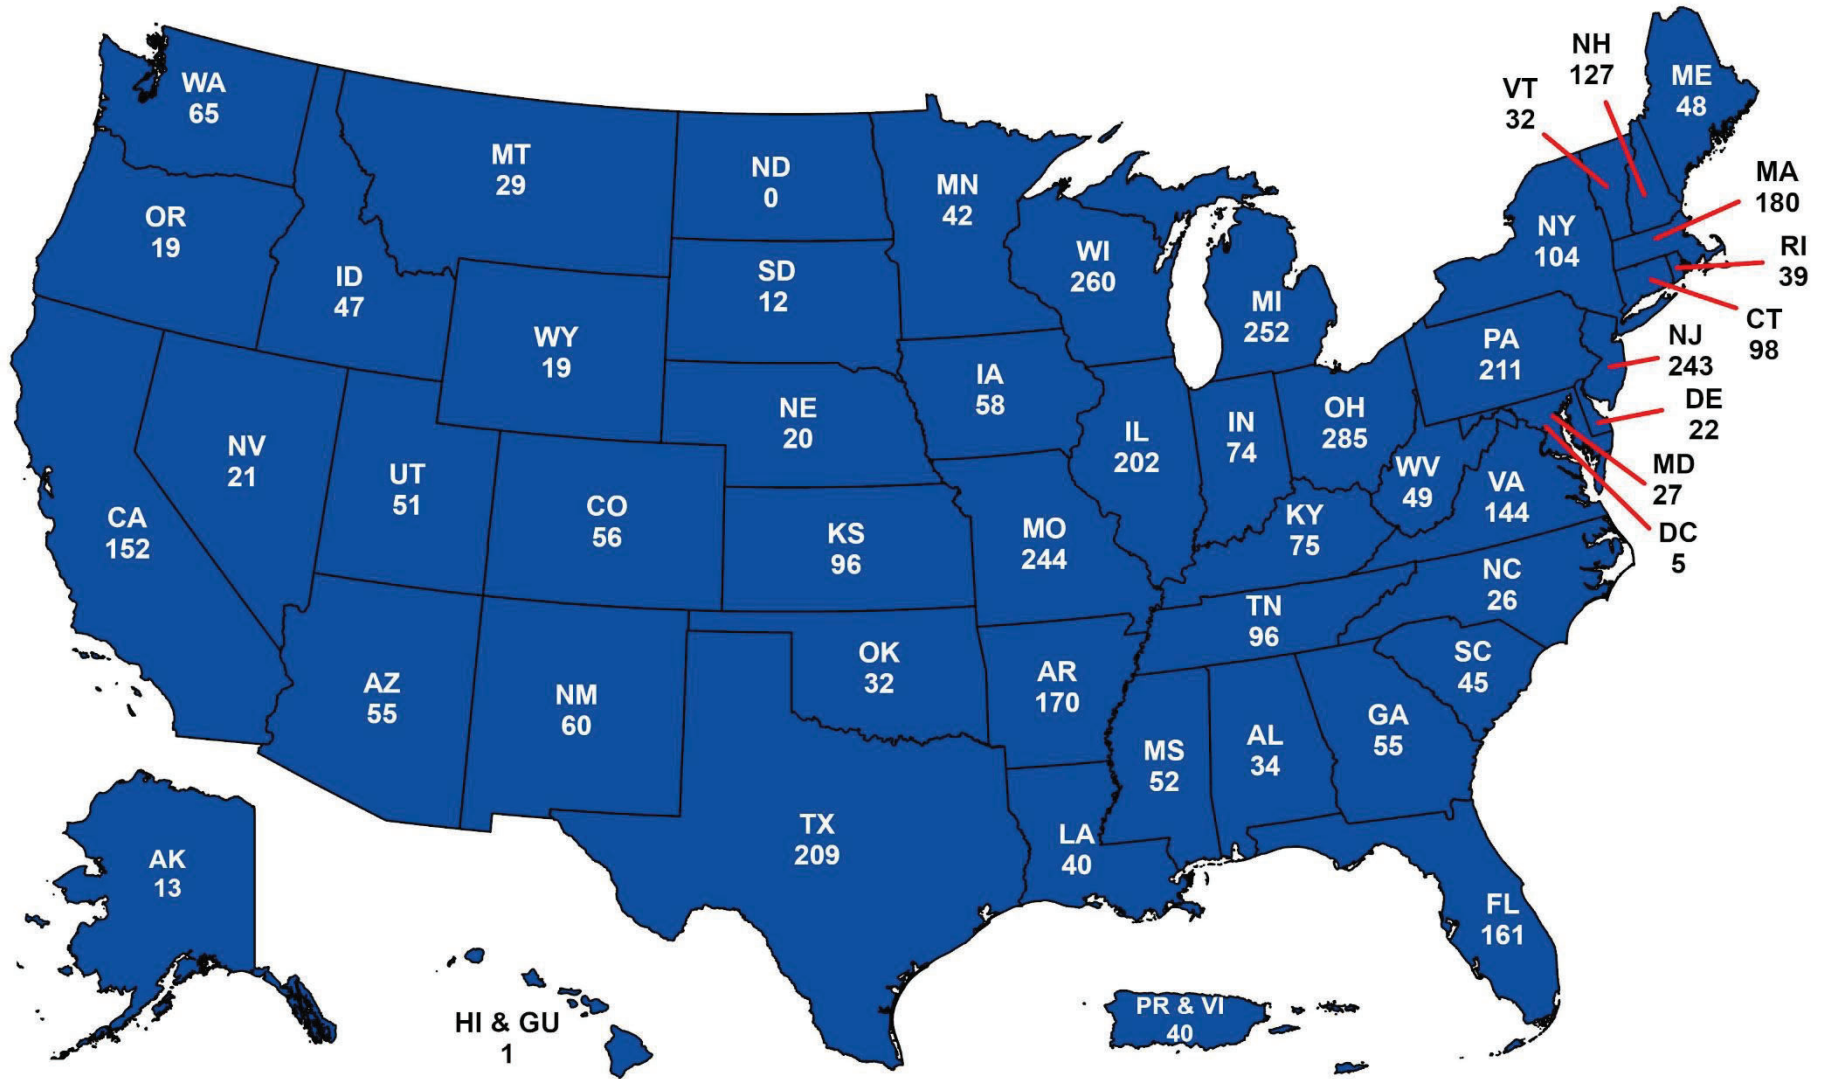 WA
65
OR
19
CA
152
NV
21
ID
47
MT
29
WY
19
UT
51
AZ
55
CO
56
NM
60
ND
0
SD
12
NE
20
KS
96
OK
32
TX
209
MN
42
IA
58
MO
244
AR
170
LA
40
WI
260
IL
202
MI
252
IN
74
OH
285
KY
75
TN
96
MS
52
AL
34
GA
55
FL
161
SC
45
NC
26
VA
144
WV
49
PA
211
NY
104
VT
32
NH
127
ME
48
MA
180
RI
39
CT
98
NJ
243
DE
22
MD
27
DC
5
AK
13
HI & GU
1
PR & VI
40